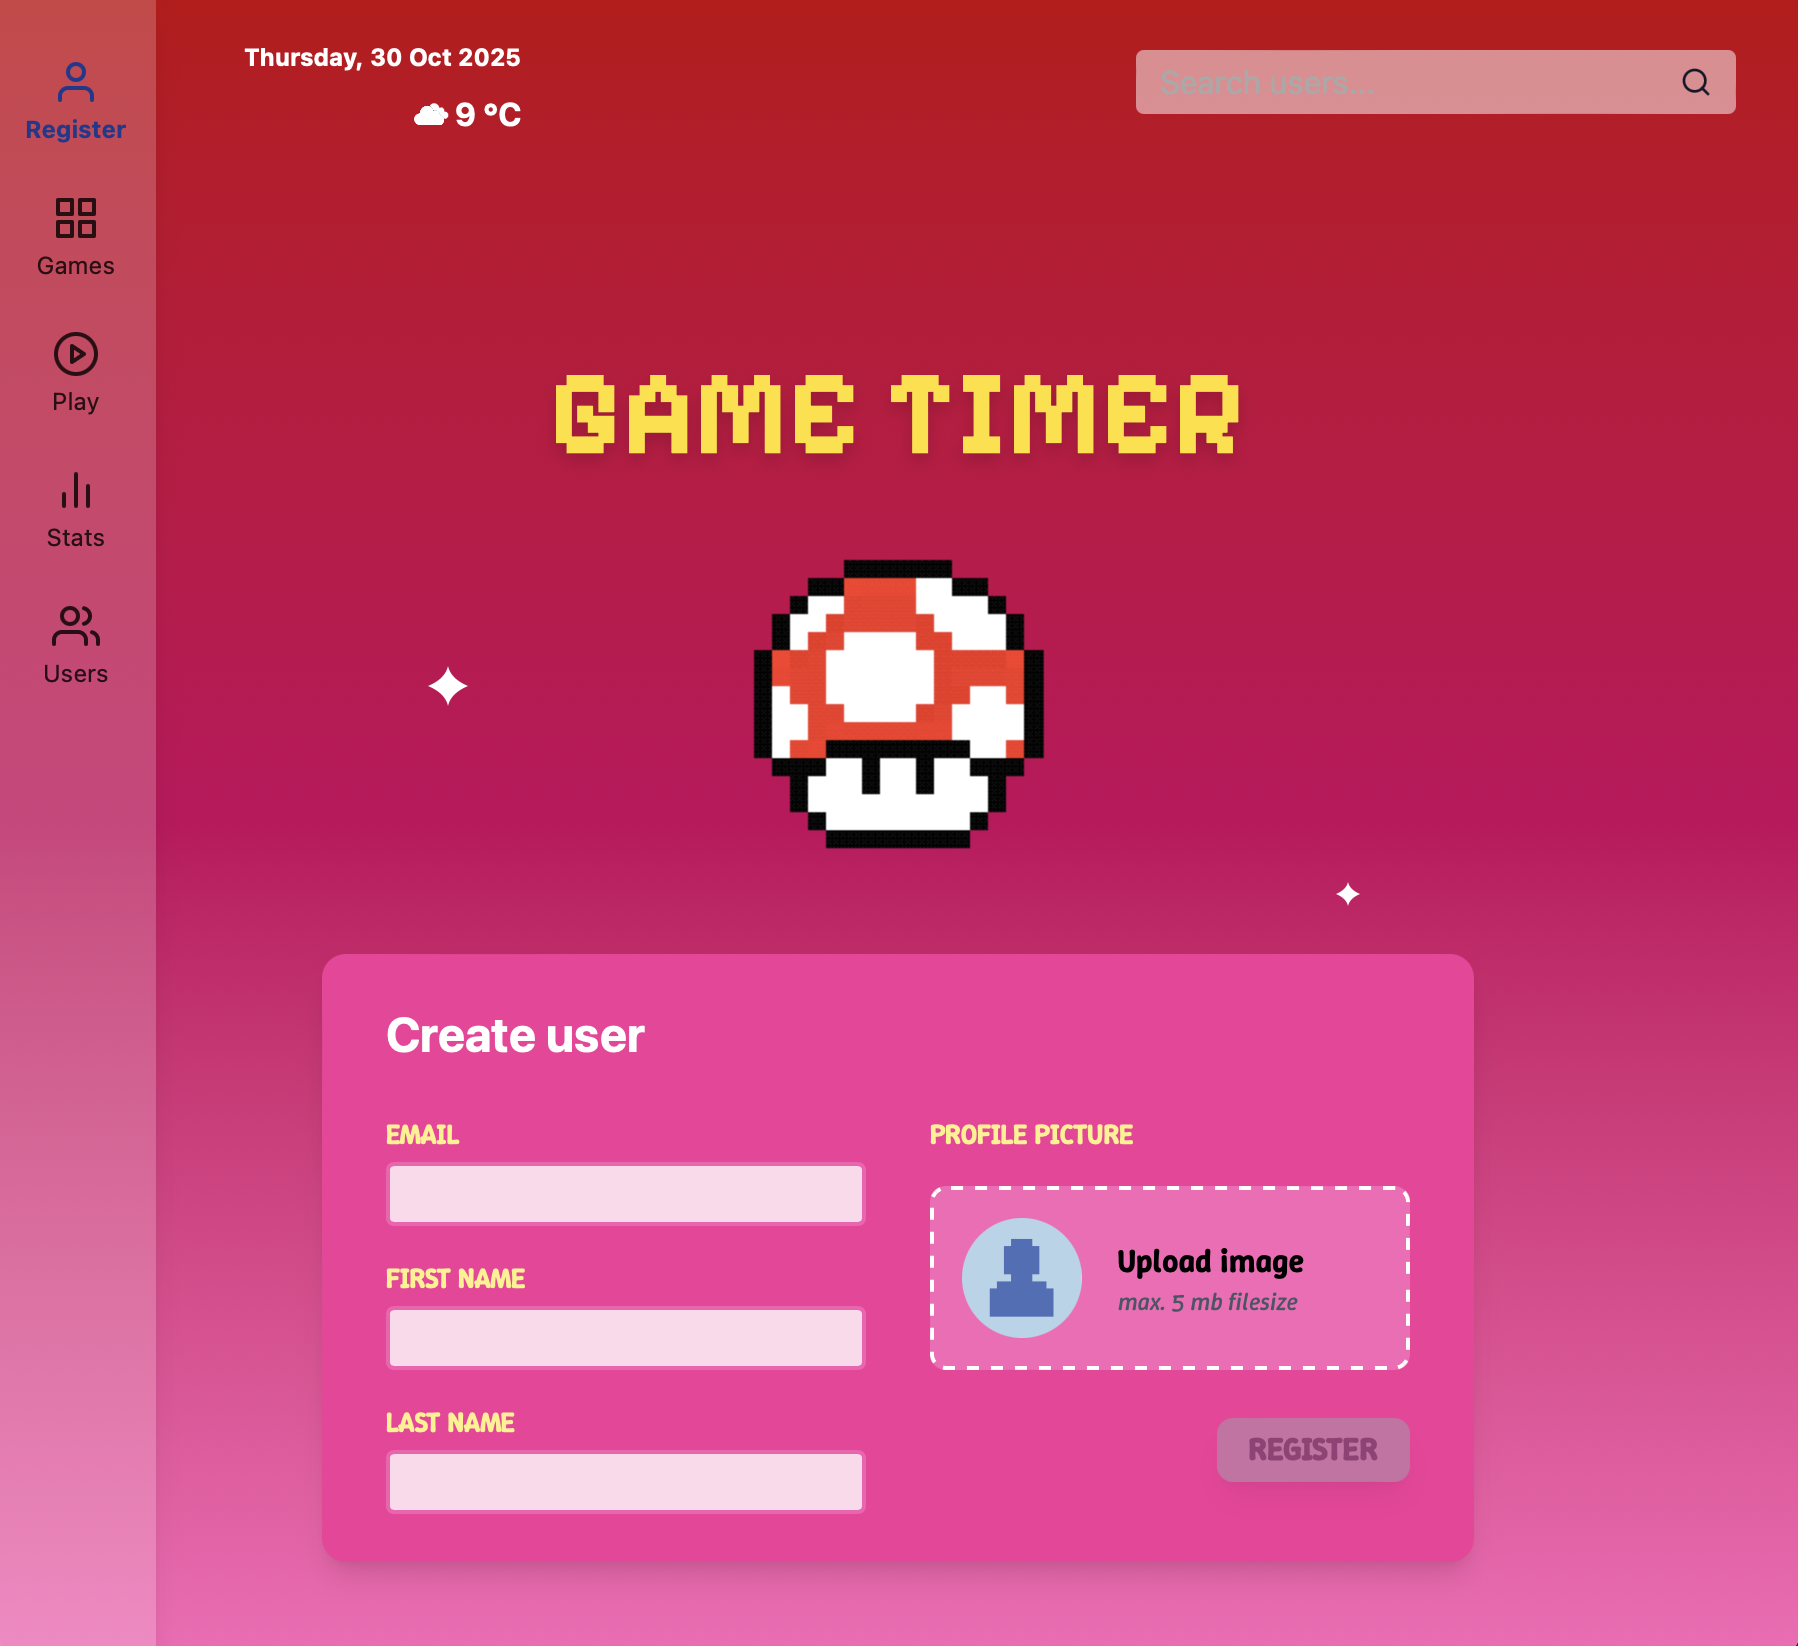 Register
Games
Play
Stats
Users
Thursday, 30 Oct 2025
9 °C
Search users...
GAME TIMER
Create user
EMAIL
FIRST NAME
LAST NAME
PROFILE PICTURE
Upload image
max. 5 mb filesize
REGISTER